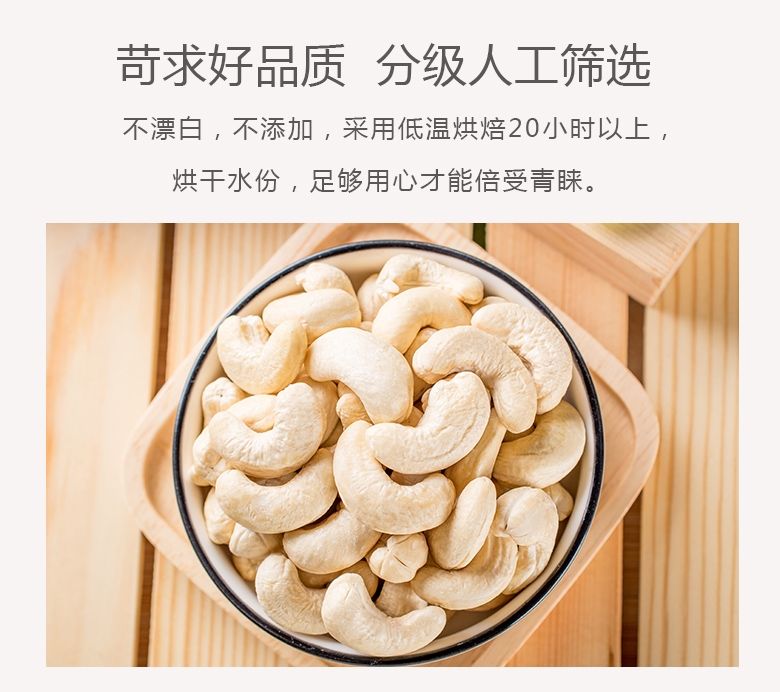 苛求好品质 分级人工筛选
不漂白，不添加，采用低温烘焙20小时以上，
烘干水份，足够用心才能倍受青睐。